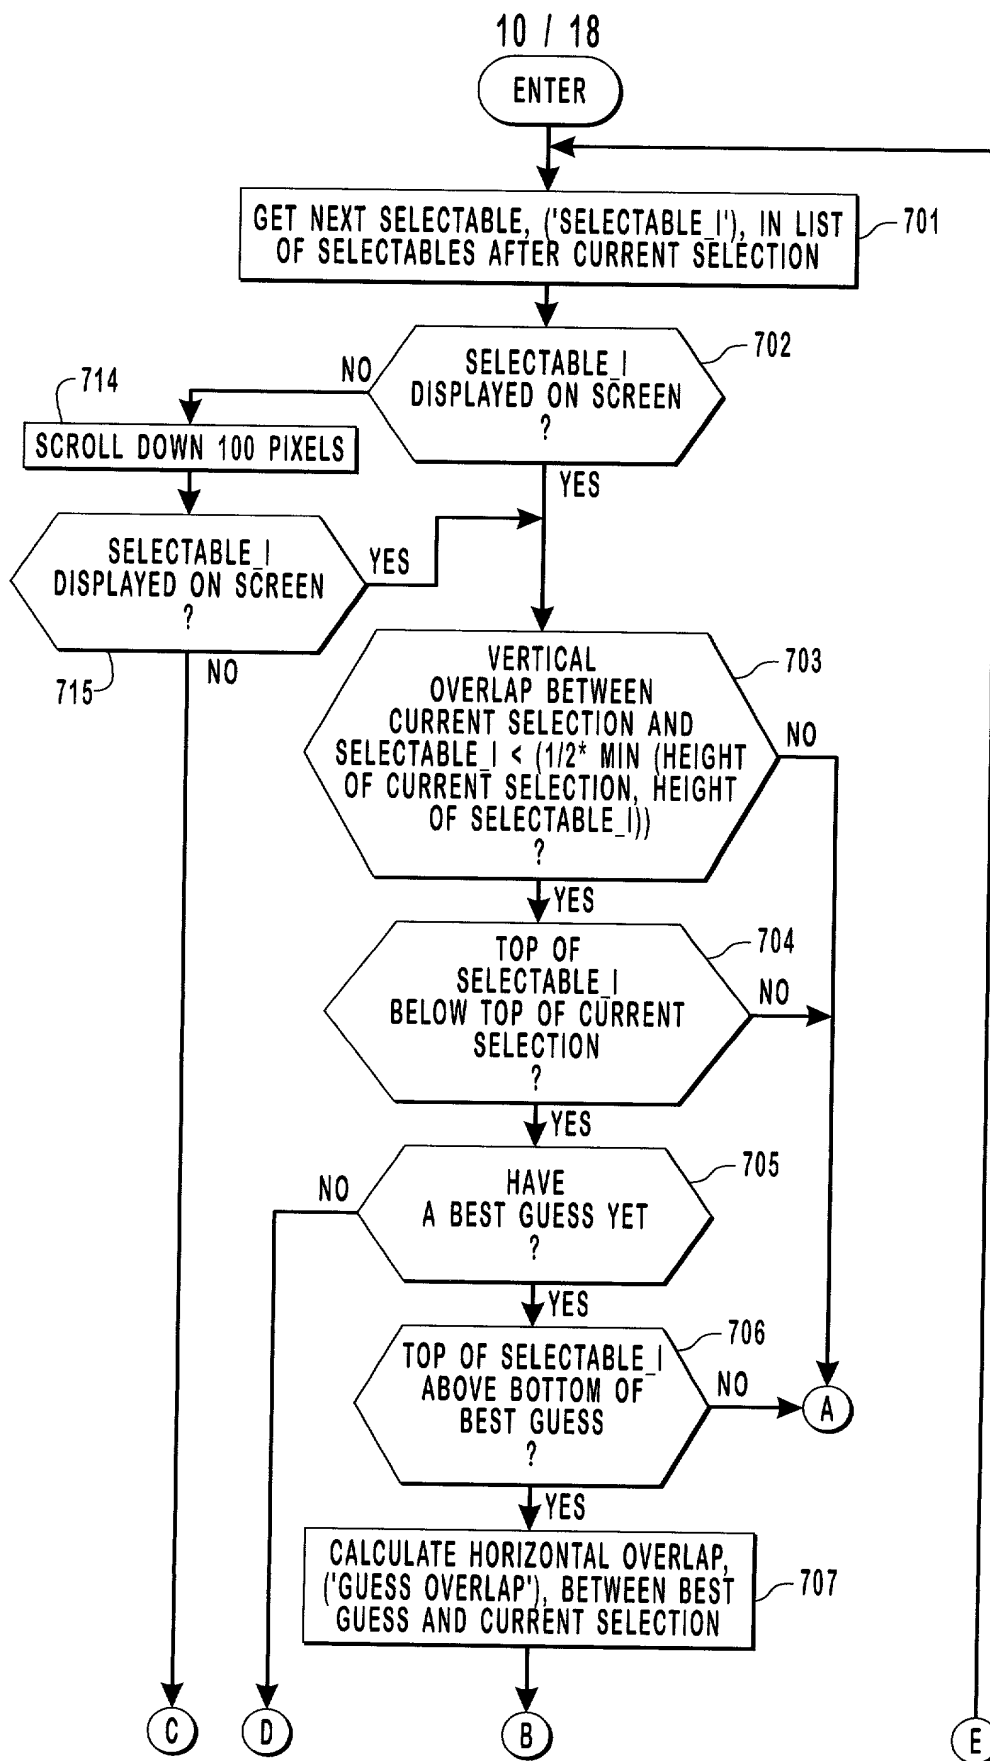 10 / 18
ENTER
GET NEXT SELECTABLE, ('SELECTABLE_I'), IN LIST
OF SELECTABLES AFTER CURRENT SELECTION
701
SELECTABLE_I
DISPLAYED ON SCREEN
?
702
NO
YES
714
SCROLL DOWN 100 PIXELS
SELECTABLE_I
DISPLAYED ON SCREEN
?
YES
NO
715
VERTICAL
OVERLAP BETWEEN
CURRENT SELECTION AND
SELECTABLE_I < (1/2* MIN (HEIGHT
OF CURRENT SELECTION, HEIGHT
OF SELECTABLE_I))
?
703
NO
YES
TOP OF
SELECTABLE_I
BELOW TOP OF CURRENT
SELECTION
?
704
NO
YES
HAVE
A BEST GUESS YET
?
705
NO
YES
TOP OF SELECTABLE_I
ABOVE BOTTOM OF
BEST GUESS
?
706
NO
A
YES
CALCULATE HORIZONTAL OVERLAP,
('GUESS OVERLAP'), BETWEEN BEST
GUESS AND CURRENT SELECTION
707
C
D
B
E